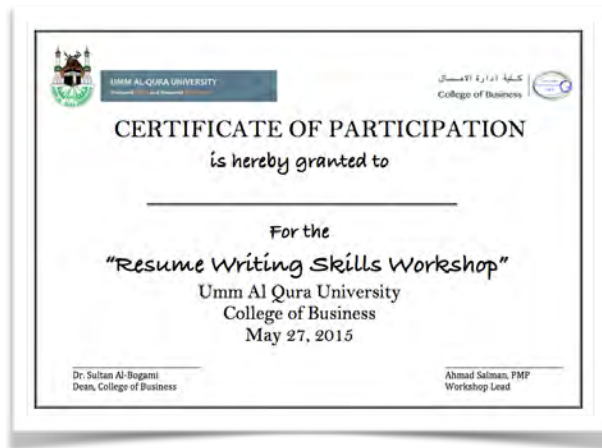 UMM AL-QURA UNIVERSITY
كلية ادارة الاعمال
College of Business
CERTIFICATE OF PARTICIPATION
is hereby granted to
For the
"Resume Writing Skills Workshop"
Umm Al Qura University
College of Business
May 27, 2015
Dr. Sultan Al-Bogami
Dean, College of Business
Ahmad Salman, PMP
Workshop Lead